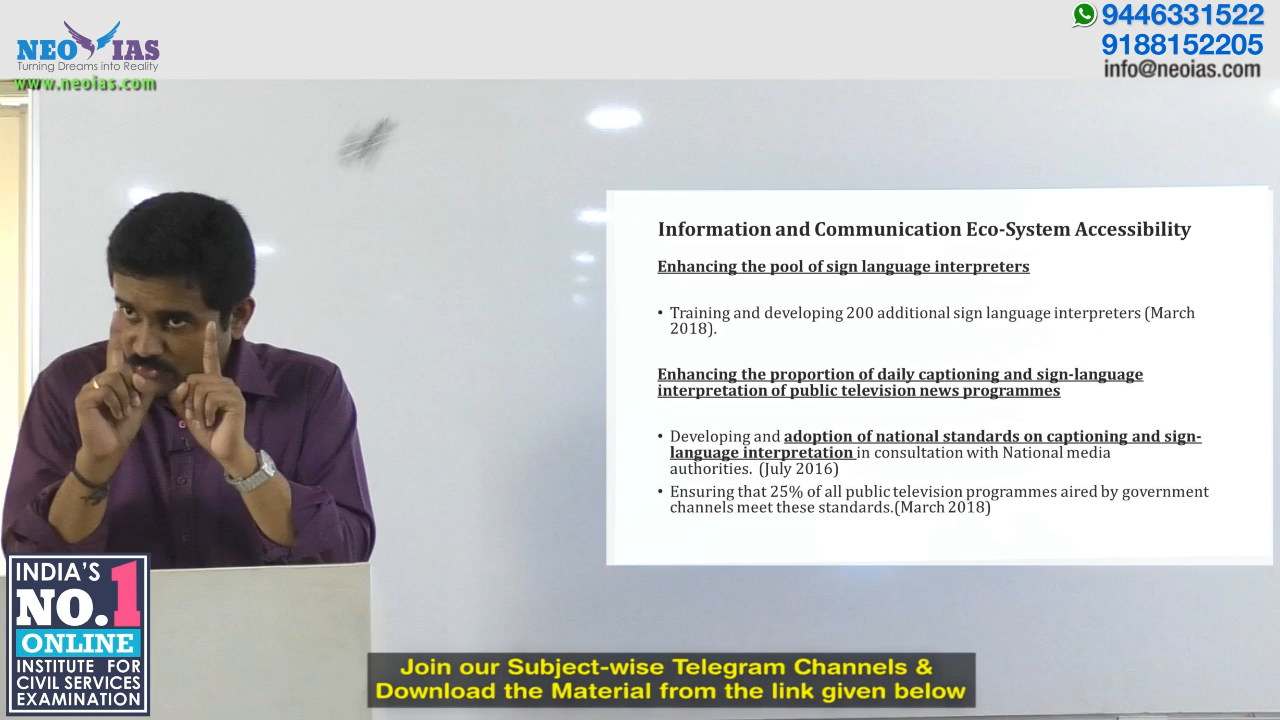 NEO IAS
Turning Dreams into Reality
www.neoias.com
9446331522
9188152205
info@neoias.com
Information and Communication Eco-System Accessibility
Enhancing the pool of sign language interpreters
• Training and developing 200 additional sign language interpreters (March
2018).
Enhancing the proportion of daily captioning and sign-language
interpretation of public television news programmes
• Developing and adoption of national standards on captioning and sign-
language interpretation in consultation with National media
authorities. (July 2016)
• Ensuring that 25% of all public television programmes aired by government
channels meet these standards.(March 2018)
INDIA'S
NO.1
ONLINE
INSTITUTE FOR
CIVIL SERVICES
EXAMINATION
Join our Subject-wise Telegram Channels &
Download the Material from the link given below